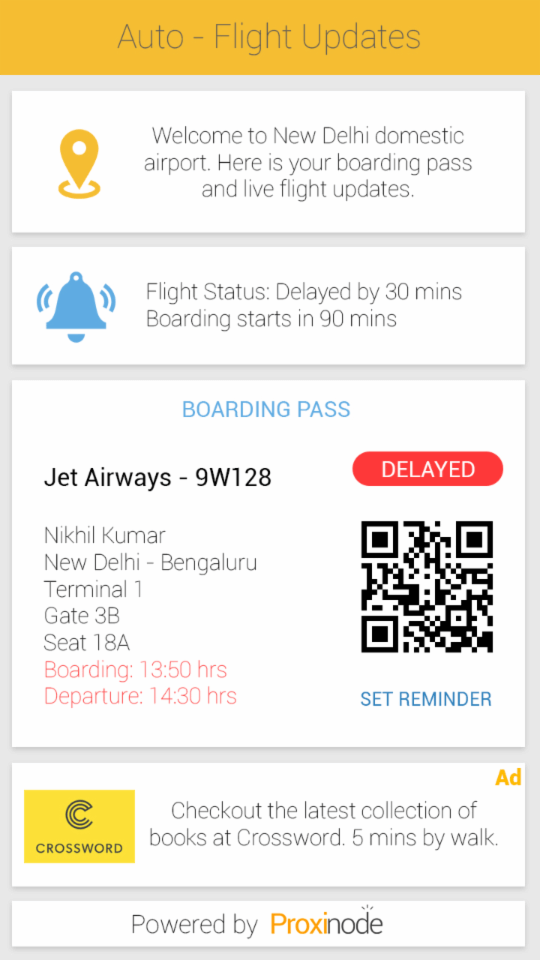 Auto - Flight Updates
Welcome to New Delhi domestic
airport. Here is your boarding pass
and live flight updates.
Flight Status: Delayed by 30 mins
Boarding starts in 90 mins
BOARDING PASS
Jet Airways - 9W128
DELAYED
Nikhil Kumar
New Delhi - Bengaluru
Terminal 1
Gate 3B
Seat 18A
Boarding: 13:50 hrs
Departure: 14:30 hrs
SET REMINDER
Ad
CROSSWORD
Checkout the latest collection of
books at Crossword. 5 mins by walk.
Powered by Proxinode